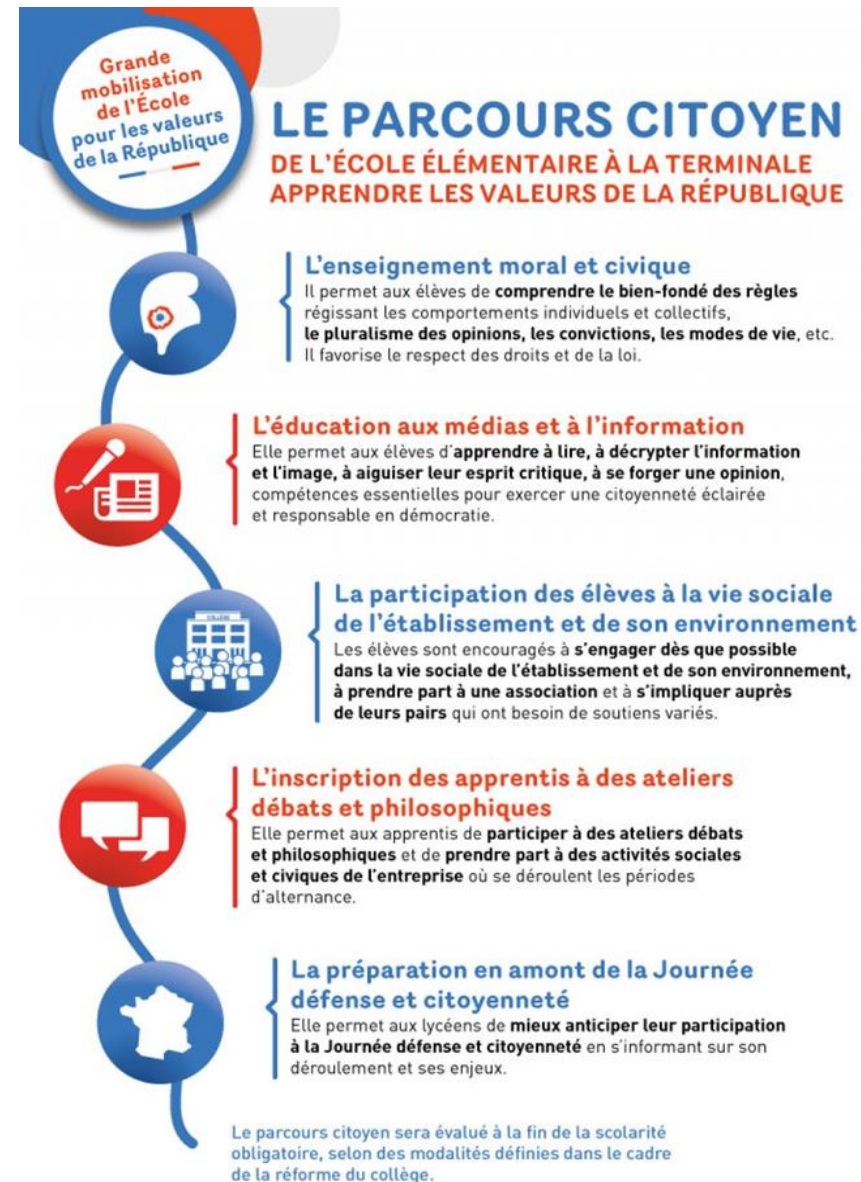 Grande
mobilisation
de l'École
pour les valeurs
de la République
LE PARCOURS CITOYEN
DE L'ÉCOLE ÉLÉMENTAIRE À LA TERMINALE
APPRENDRE LES VALEURS DE LA RÉPUBLIQUE
L'enseignement moral et civique
Il permet aux élèves de comprendre le bien-fondé des règles
régissant les comportements individuels et collectifs,
le pluralisme des opinions, les convictions, les modes de vie, etc.
Il favorise le respect des droits et de la loi.
L'éducation aux médias et à l'information
Elle permet aux élèves d'apprendre à lire, à décrypter l'information
et l'image, à aiguiser leur esprit critique, à se forger une opinion,
compétences essentielles pour exercer une citoyenneté éclairée
et responsable en démocratie.
COLLÈGE
La participation des élèves à la vie sociale
de l'établissement et de son environnement
Les élèves sont encouragés à s'engager dès que possible
dans la vie sociale de l'établissement et de son environnement,
à prendre part à une association et à s'impliquer auprès
de leurs pairs qui ont besoin de soutiens variés.
L'inscription des apprentis à des ateliers
débats et philosophiques
Elle permet aux apprentis de participer à des ateliers débats
et philosophiques et de prendre part à des activités sociales
et civiques de l'entreprise où se déroulent les périodes
d'alternance.
La préparation en amont de la Journée
défense et citoyenneté
Elle permet aux lycéens de mieux anticiper leur participation
à la Journée défense et citoyenneté en s'informant sur son
déroulement et ses enjeux.
Le parcours citoyen sera évalué à la fin de la scolarité
obligatoire, selon des modalités définies dans le cadre
de la réforme du collège.